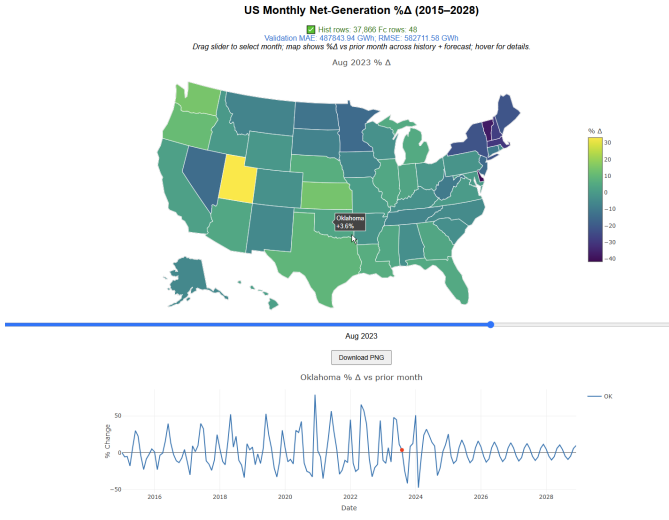 US Monthly Net-Generation %Δ (2015–2028)
✅ Hist rows: 37,866 Fc rows: 48
Validation MAE: 487843.94 GWh; RMSE: 582711.58 GWh
Drag slider to select month; map shows %Δ vs prior month across history + forecast; hover for details.
Aug 2023 % Δ
% Δ
30
20
10
0
−10
−20
−30
−40
Oklahoma
+3.6%
Aug 2023
Download PNG
Oklahoma % Δ vs prior month
OK
% Change
50
0
−50
2016
2018
2020
2022
2024
2026
2028
Date